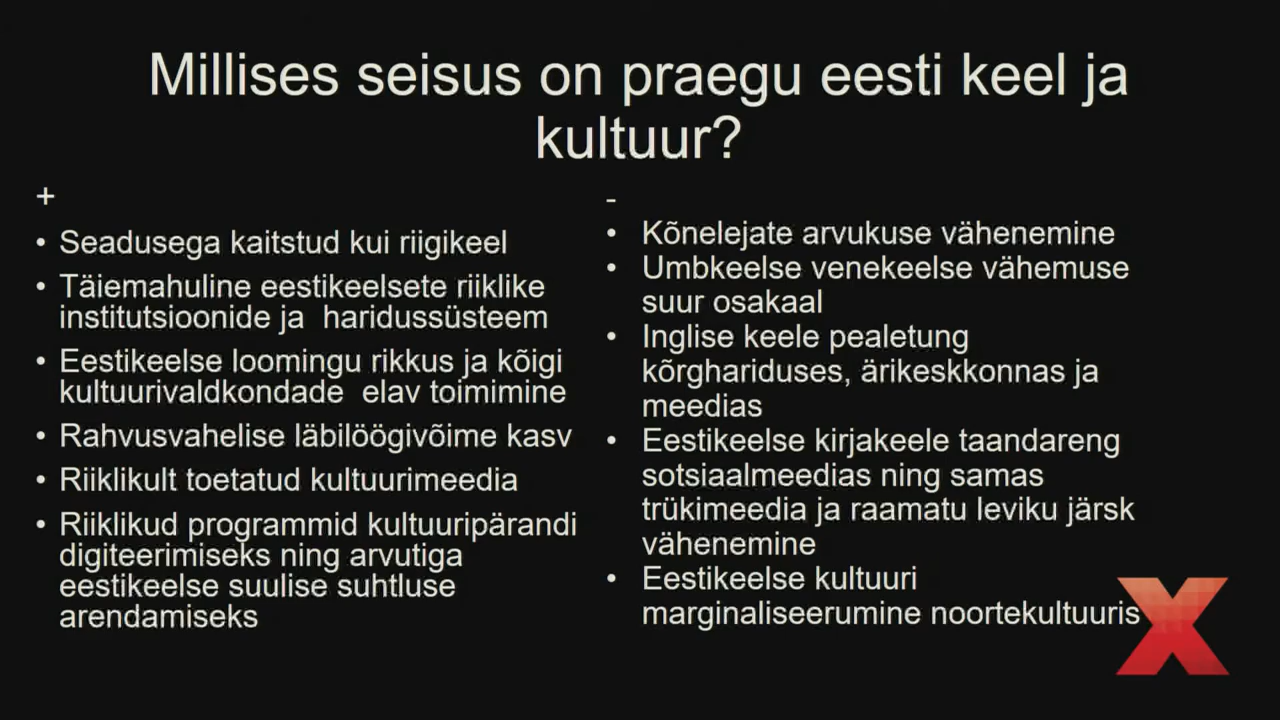 Millises seisus on praegu eesti keel ja
kultuur?
+
• Seadusega kaitstud kui riigikeel
• Täiemahuline eestikeelsete riiklike
institutsioonide ja haridussüsteem
• Eestikeelse loomingu rikkus ja kõigi
kultuurivaldkondade elav toimimine
• Rahvusvahelise läbilöögivõime kasv
• Riiklikult toetatud kultuurimeedia
• Riiklikud programmid kultuuripärandi
digiteerimiseks ning arvutiga
eestikeelse suulise suhtluse
arendamiseks
-
• Kõnelejate arvukuse vähenemine
• Umbkeelse venekeelse vähemuse
suur osakaal
• Inglise keele pealetung
kõrghariduses, ärikeskkonnas ja
meedias
• Eestikeelse kirjakeele taandareng
sotsiaalmeedias ning samas
trükimeedia ja raamatu leviku järsk
vähenemine
• Eestikeelse kultuuri
marginaliseerumine noortekultuuris
X